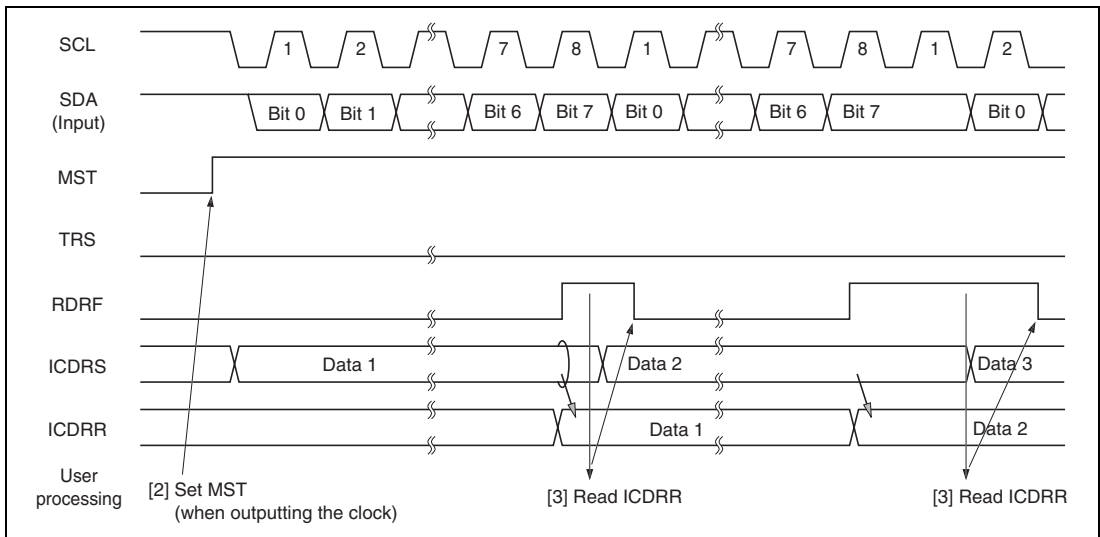 SCL 1 2 7 8 1 7 8 1 2
SDA
(Input)
Bit 0 Bit 1 Bit 6 Bit 7 Bit 0 Bit 6 Bit 7 Bit 0
MST
TRS
RDRF
ICDRS Data 1 Data 2 Data 3
ICDRR Data 1 Data 2
User
processing
[2] Set MST
(when outputting the clock)
[3] Read ICDRR
[3] Read ICDRR